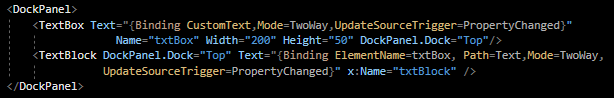 <DockPanel>
<TextBox Text="{Binding CustomText,Mode=TwoWay,UpdateSourceTrigger=PropertyChanged}"
Name="txtBox" Width="200" Height="50" DockPanel.Dock="Top"/>
<TextBlock DockPanel.Dock="Top" Text="{Binding ElementName=txtBox, Path=Text,Mode=TwoWay,
UpdateSourceTrigger=PropertyChanged}" x:Name="txtBlock" />
</DockPanel>